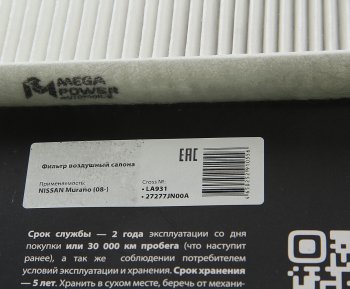 MEGA
POWER
AUTOMOBILE
EAC
Фильтр воздушный салона
Применяемость: Cross №
NISSAN Murano (08-) • LA931
• 27277JN00A
Срок службы — 2 года эксплуатации со дня
покупки или 30 000 км пробега (что наступит
ранее), а так же соблюдении потребителем
условий эксплуатации и хранения. Срок хранения
— 5 лет. Хранить в сухом месте, беречь от механи-